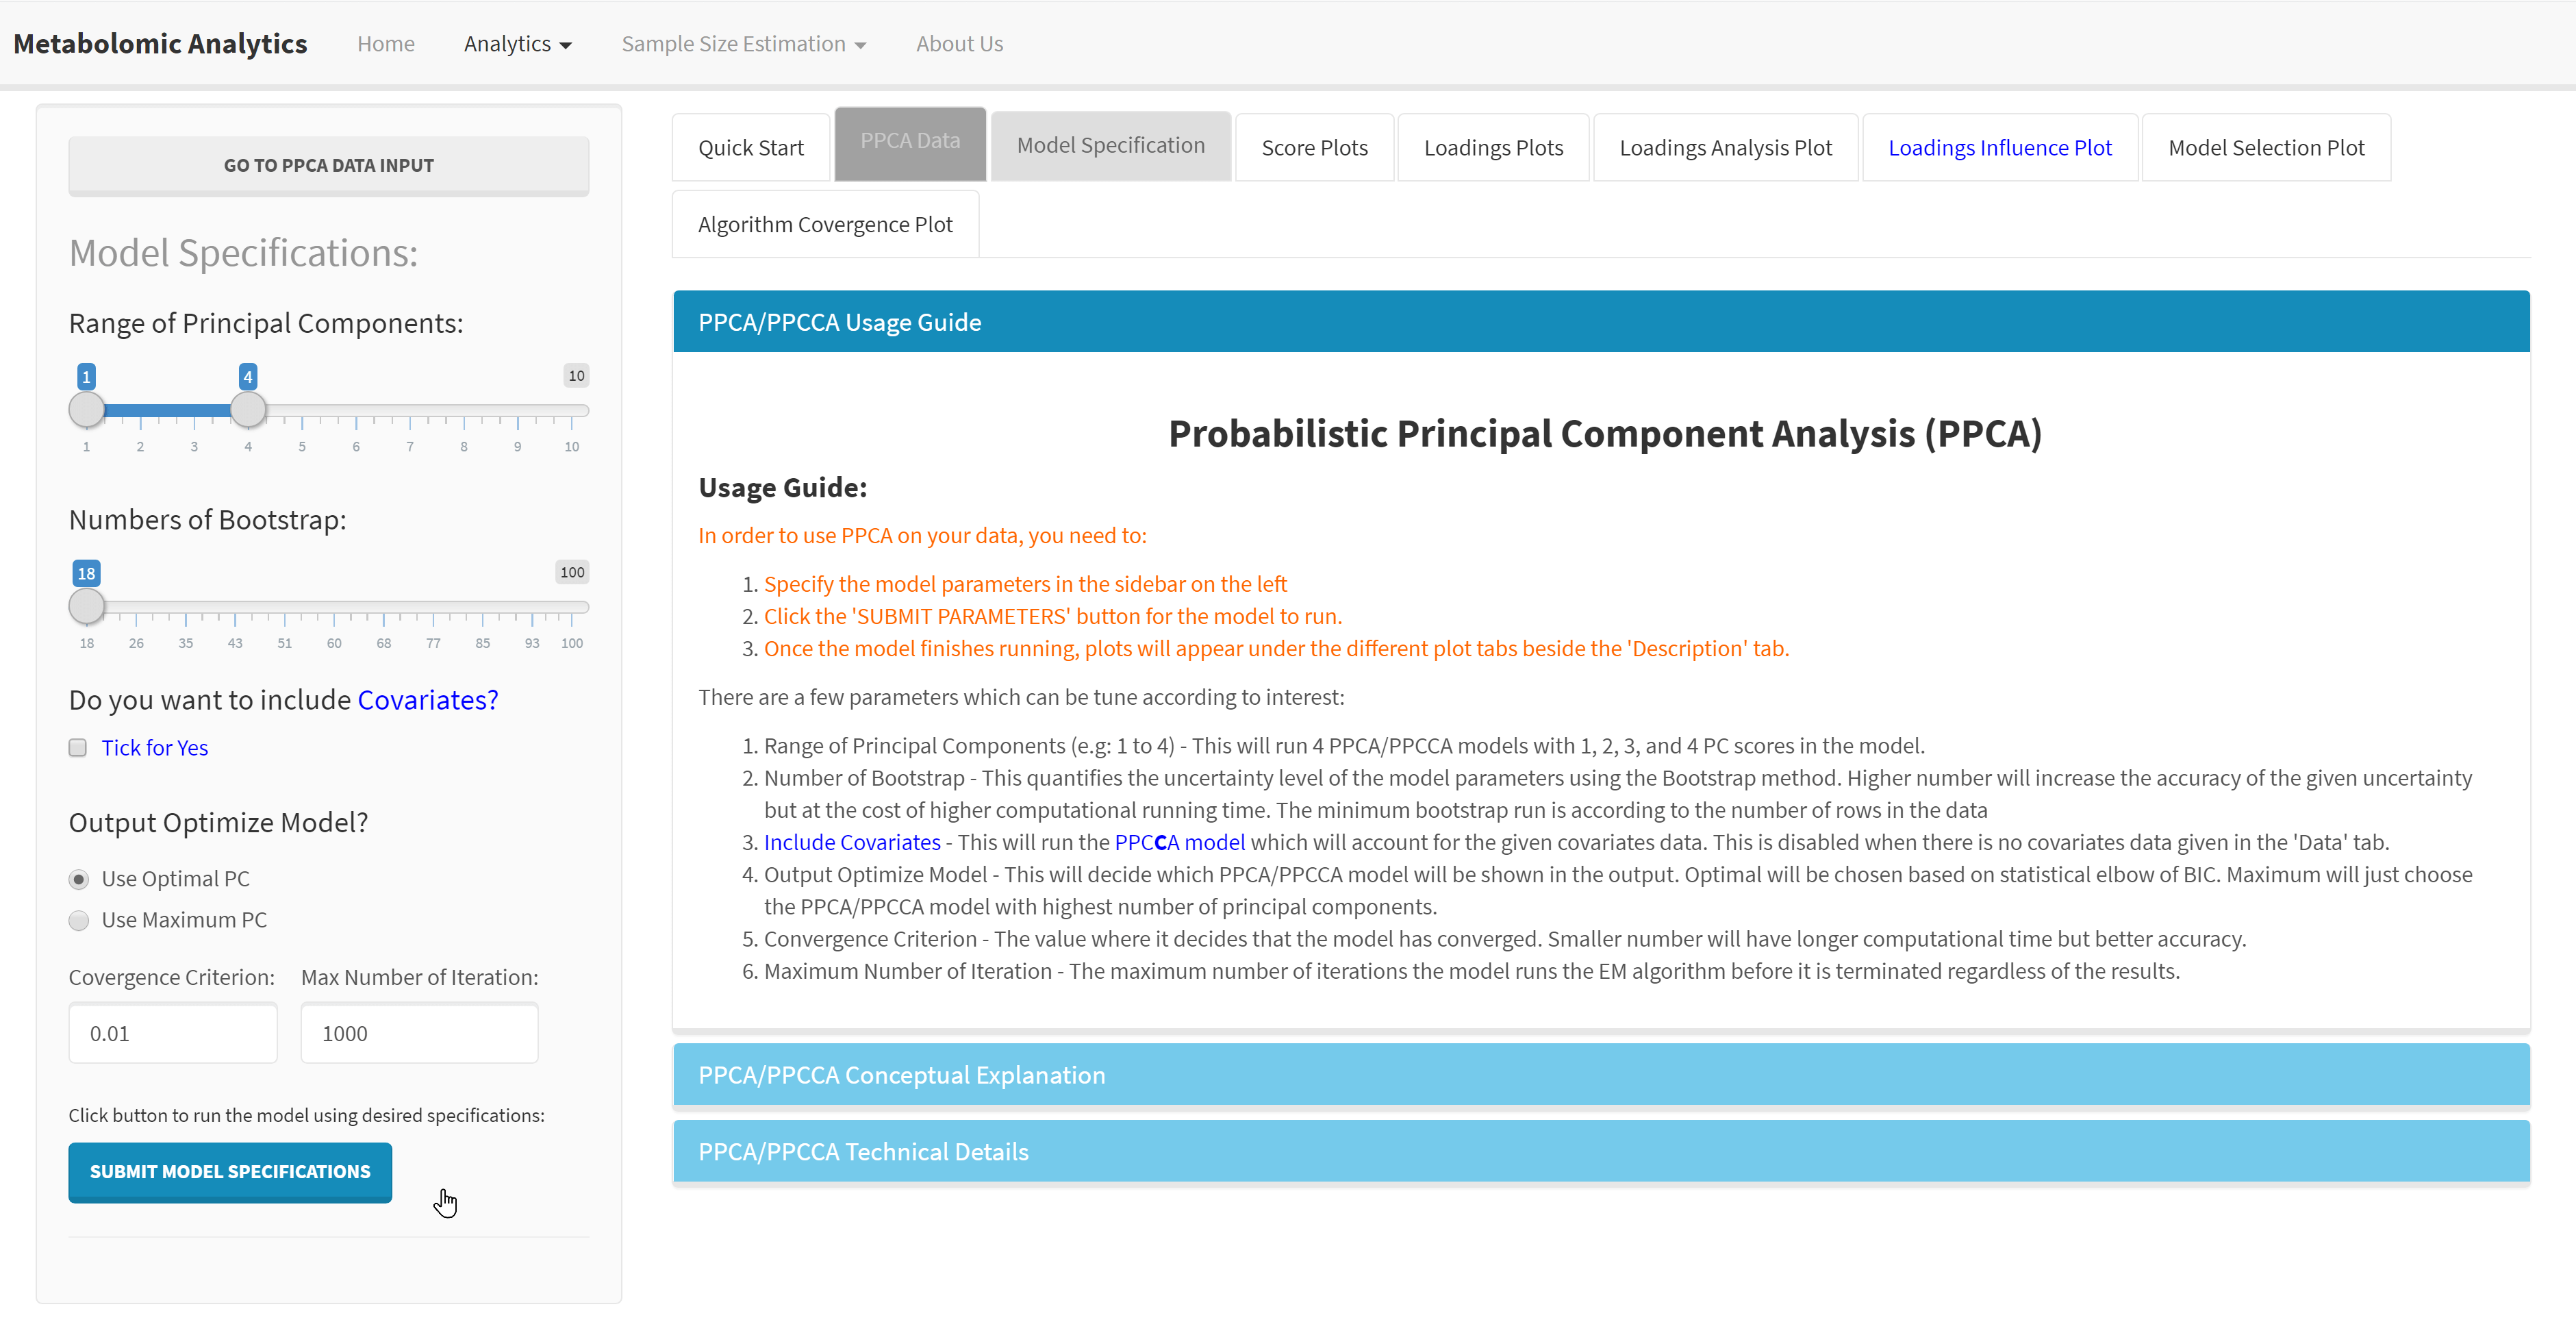 Metabolomic Analytics Home Analytics Sample Size Estimation About Us
GO TO PPCA DATA INPUT
Model Specifications:
Range of Principal Components:
1 4 10
1 2 3 4 5 6 7 8 9 10
Numbers of Bootstrap:
18 100
18 26 35 43 51 60 68 77 85 93 100
Do you want to include Covariates?
Tick for Yes
Output Optimize Model?
Use Optimal PC
Use Maximum PC
Covergence Criterion: Max Number of Iteration:
0.01 1000
Click button to run the model using desired specifications:
SUBMIT MODEL SPECIFICATIONS
Quick Start PPCA Data Model Specification Score Plots Loadings Plots Loadings Analysis Plot Loadings Influence Plot Model Selection Plot
Algorithm Covergence Plot
PPCA/PPCCA Usage Guide
Probabilistic Principal Component Analysis (PPCA)
Usage Guide:
In order to use PPCA on your data, you need to:
1. Specify the model parameters in the sidebar on the left
2. Click the 'SUBMIT PARAMETERS' button for the model to run.
3. Once the model finishes running, plots will appear under the different plot tabs beside the 'Description' tab.
There are a few parameters which can be tune according to interest:
1. Range of Principal Components (e.g: 1 to 4) - This will run 4 PPCA/PPCCA models with 1, 2, 3, and 4 PC scores in the model.
2. Number of Bootstrap - This quantifies the uncertainty level of the model parameters using the Bootstrap method. Higher number will increase the accuracy of the given uncertainty
but at the cost of higher computational running time. The minimum bootstrap run is according to the number of rows in the data
3. Include Covariates - This will run the PPCCA model which will account for the given covariates data. This is disabled when there is no covariates data given in the 'Data' tab.
4. Output Optimize Model - This will decide which PPCA/PPCCA model will be shown in the output. Optimal will be chosen based on statistical elbow of BIC. Maximum will just choose
the PPCA/PPCCA model with highest number of principal components.
5. Convergence Criterion - The value where it decides that the model has converged. Smaller number will have longer computational time but better accuracy.
6. Maximum Number of Iteration - The maximum number of iterations the model runs the EM algorithm before it is terminated regardless of the results.
PPCA/PPCCA Conceptual Explanation
PPCA/PPCCA Technical Details